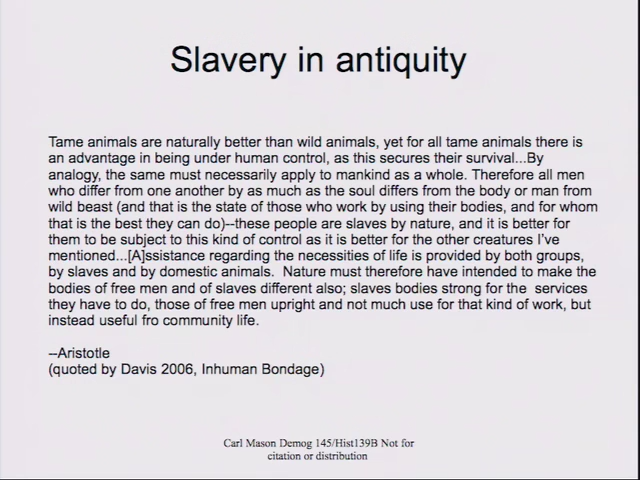 Slavery in antiquity
Tame animals are naturally better than wild animals, yet for all tame animals there is
an advantage in being under human control, as this secures their survival...By
analogy, the same must necessarily apply to mankind as a whole. Therefore all men
who differ from one another by as much as the soul differs from the body or man from
wild beast (and that is the state of those who work by using their bodies, and for whom
that is the best they can do)--these people are slaves by nature, and it is better for
them to be subject to this kind of control as it is better for the other creatures I've
mentioned...[A]ssistance regarding the necessities of life is provided by both groups,
by slaves and by domestic animals.  Nature must therefore have intended to make the
bodies of free men and of slaves different also; slaves bodies strong for the  services
they have to do, those of free men upright and not much use for that kind of work, but
instead useful fro community life.
--Aristotle
(quoted by Davis 2006, Inhuman Bondage)
Carl Mason Demog 145/Hist139B Not for
citation or distribution